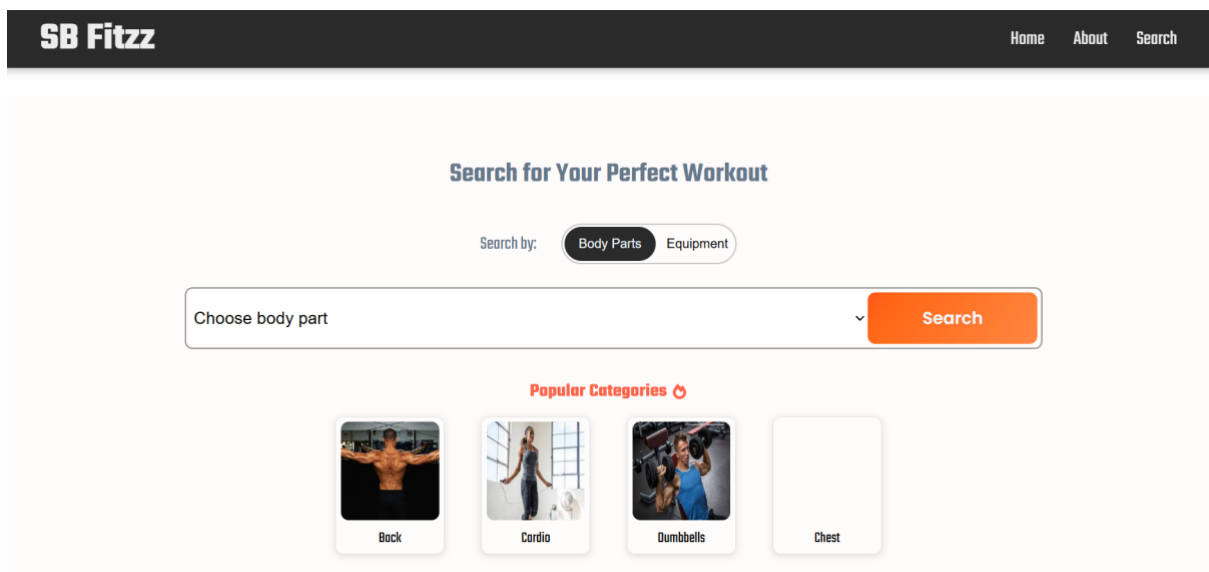 SB Fitzz
Home About Search
Search for Your Perfect Workout
Search by: Body Parts Equipment
Choose body part Search
Popular Categories
Back Cardio Dumbbells Chest